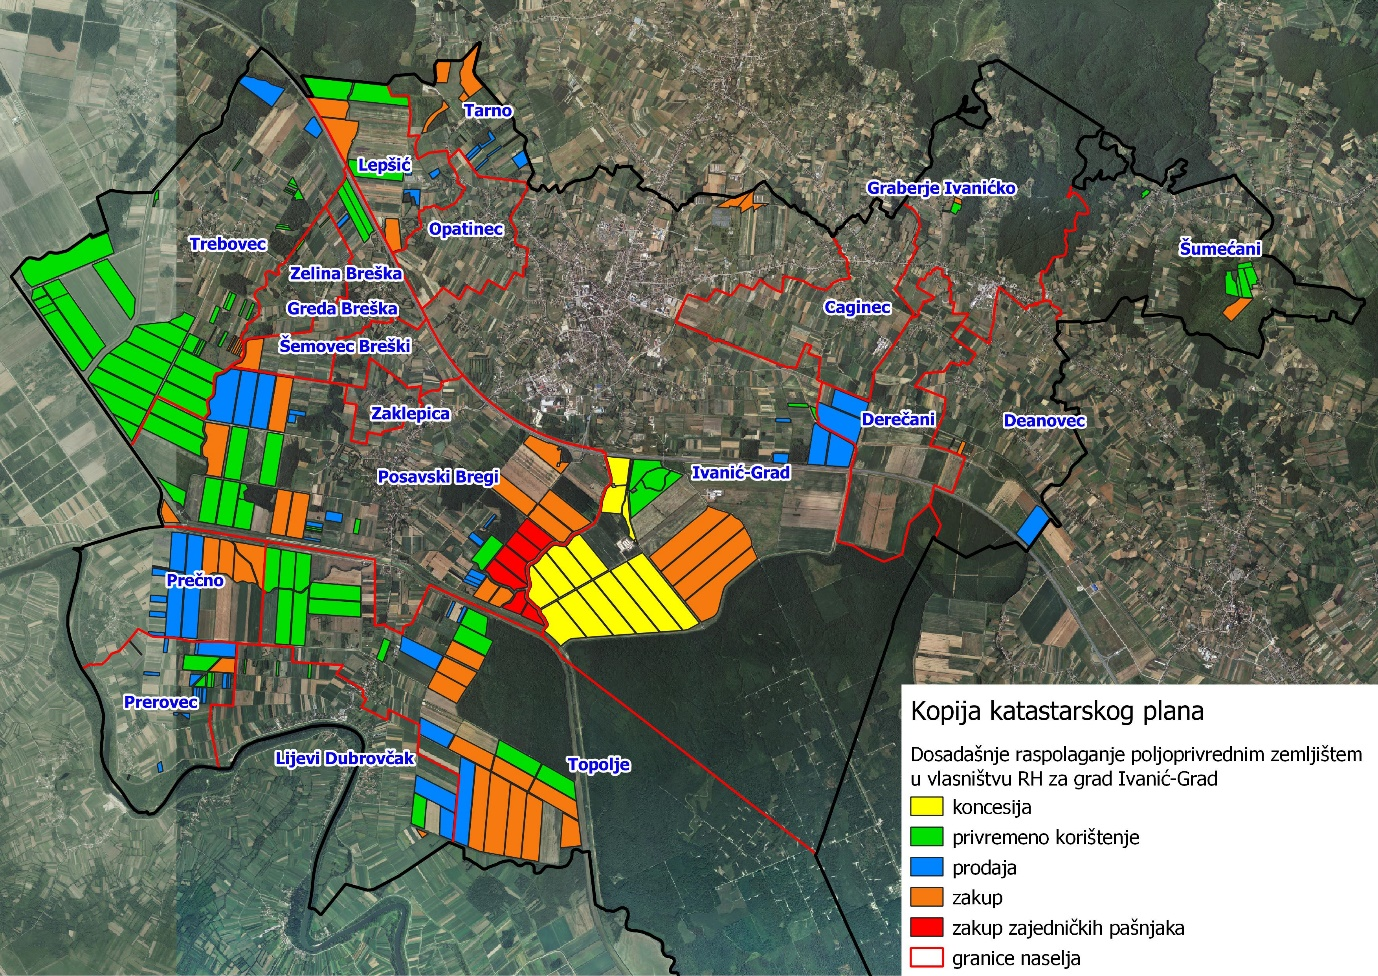 Tarno
Lepšić
Graberje Ivanićko
Opatinec
Trebovec
Šumećani
Zelina Breška
Greda Breška
Caginec
Šemovec Breški
Zaklepica
Derečani
Deanovec
Posavski Bregi
Ivanić-Grad
Prečno
Prerovec
Lijevi Dubrovčak
Topolje
Kopija katastarskog plana
Dosadašnje raspolaganje poljoprivrednim zemljištem
u vlasništvu RH za grad Ivanić-Grad
koncesija
privremeno korištenje
prodaja
zakup
zakup zajedničkih pašnjaka
granice naselja